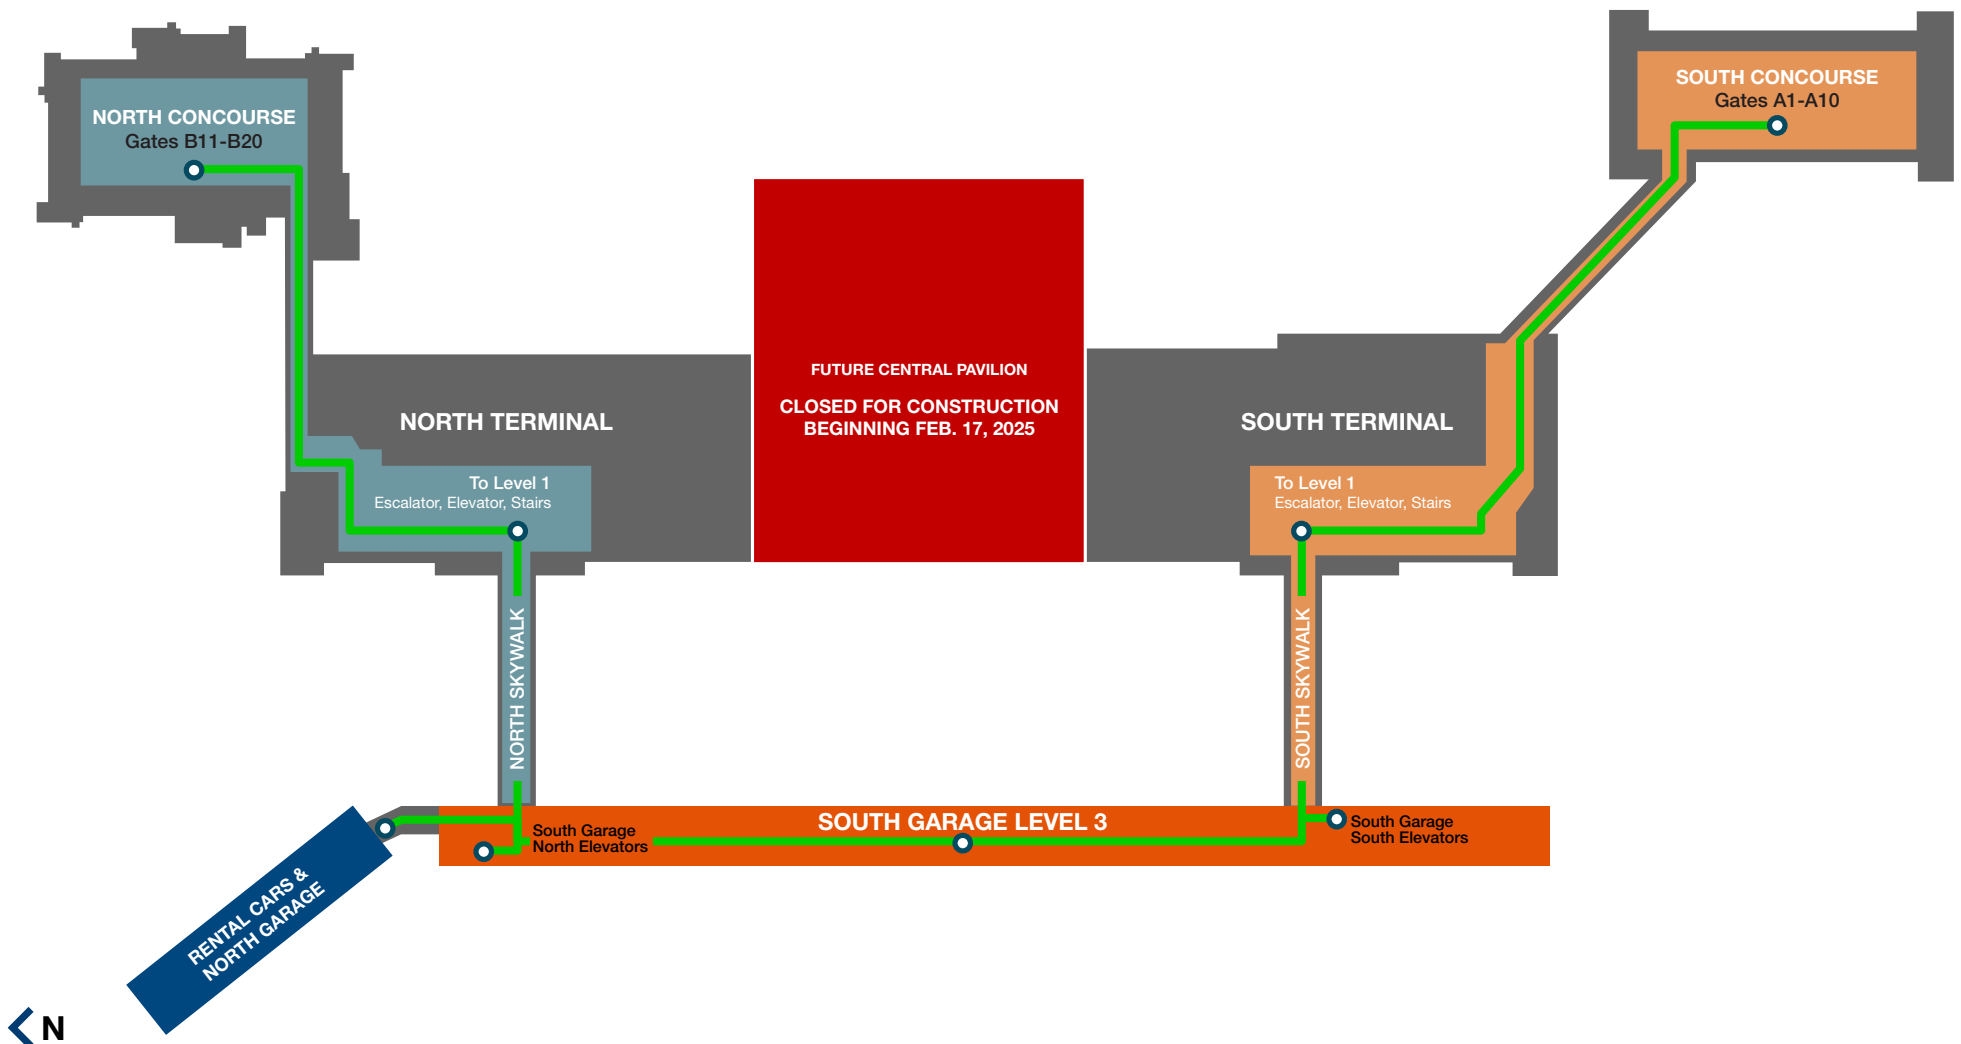 NORTH CONCOURSE
Gates B11-B20
SOUTH CONCOURSE
Gates A1-A10
FUTURE CENTRAL PAVILION
CLOSED FOR CONSTRUCTION
BEGINNING FEB. 17, 2025
NORTH TERMINAL
SOUTH TERMINAL
To Level 1
Escalator, Elevator, Stairs
To Level 1
Escalator, Elevator, Stairs
NORTH SKYWALK
SOUTH SKYWALK
SOUTH GARAGE LEVEL 3
South Garage
North Elevators
South Garage
South Elevators
RENTAL CARS &
NORTH GARAGE
N